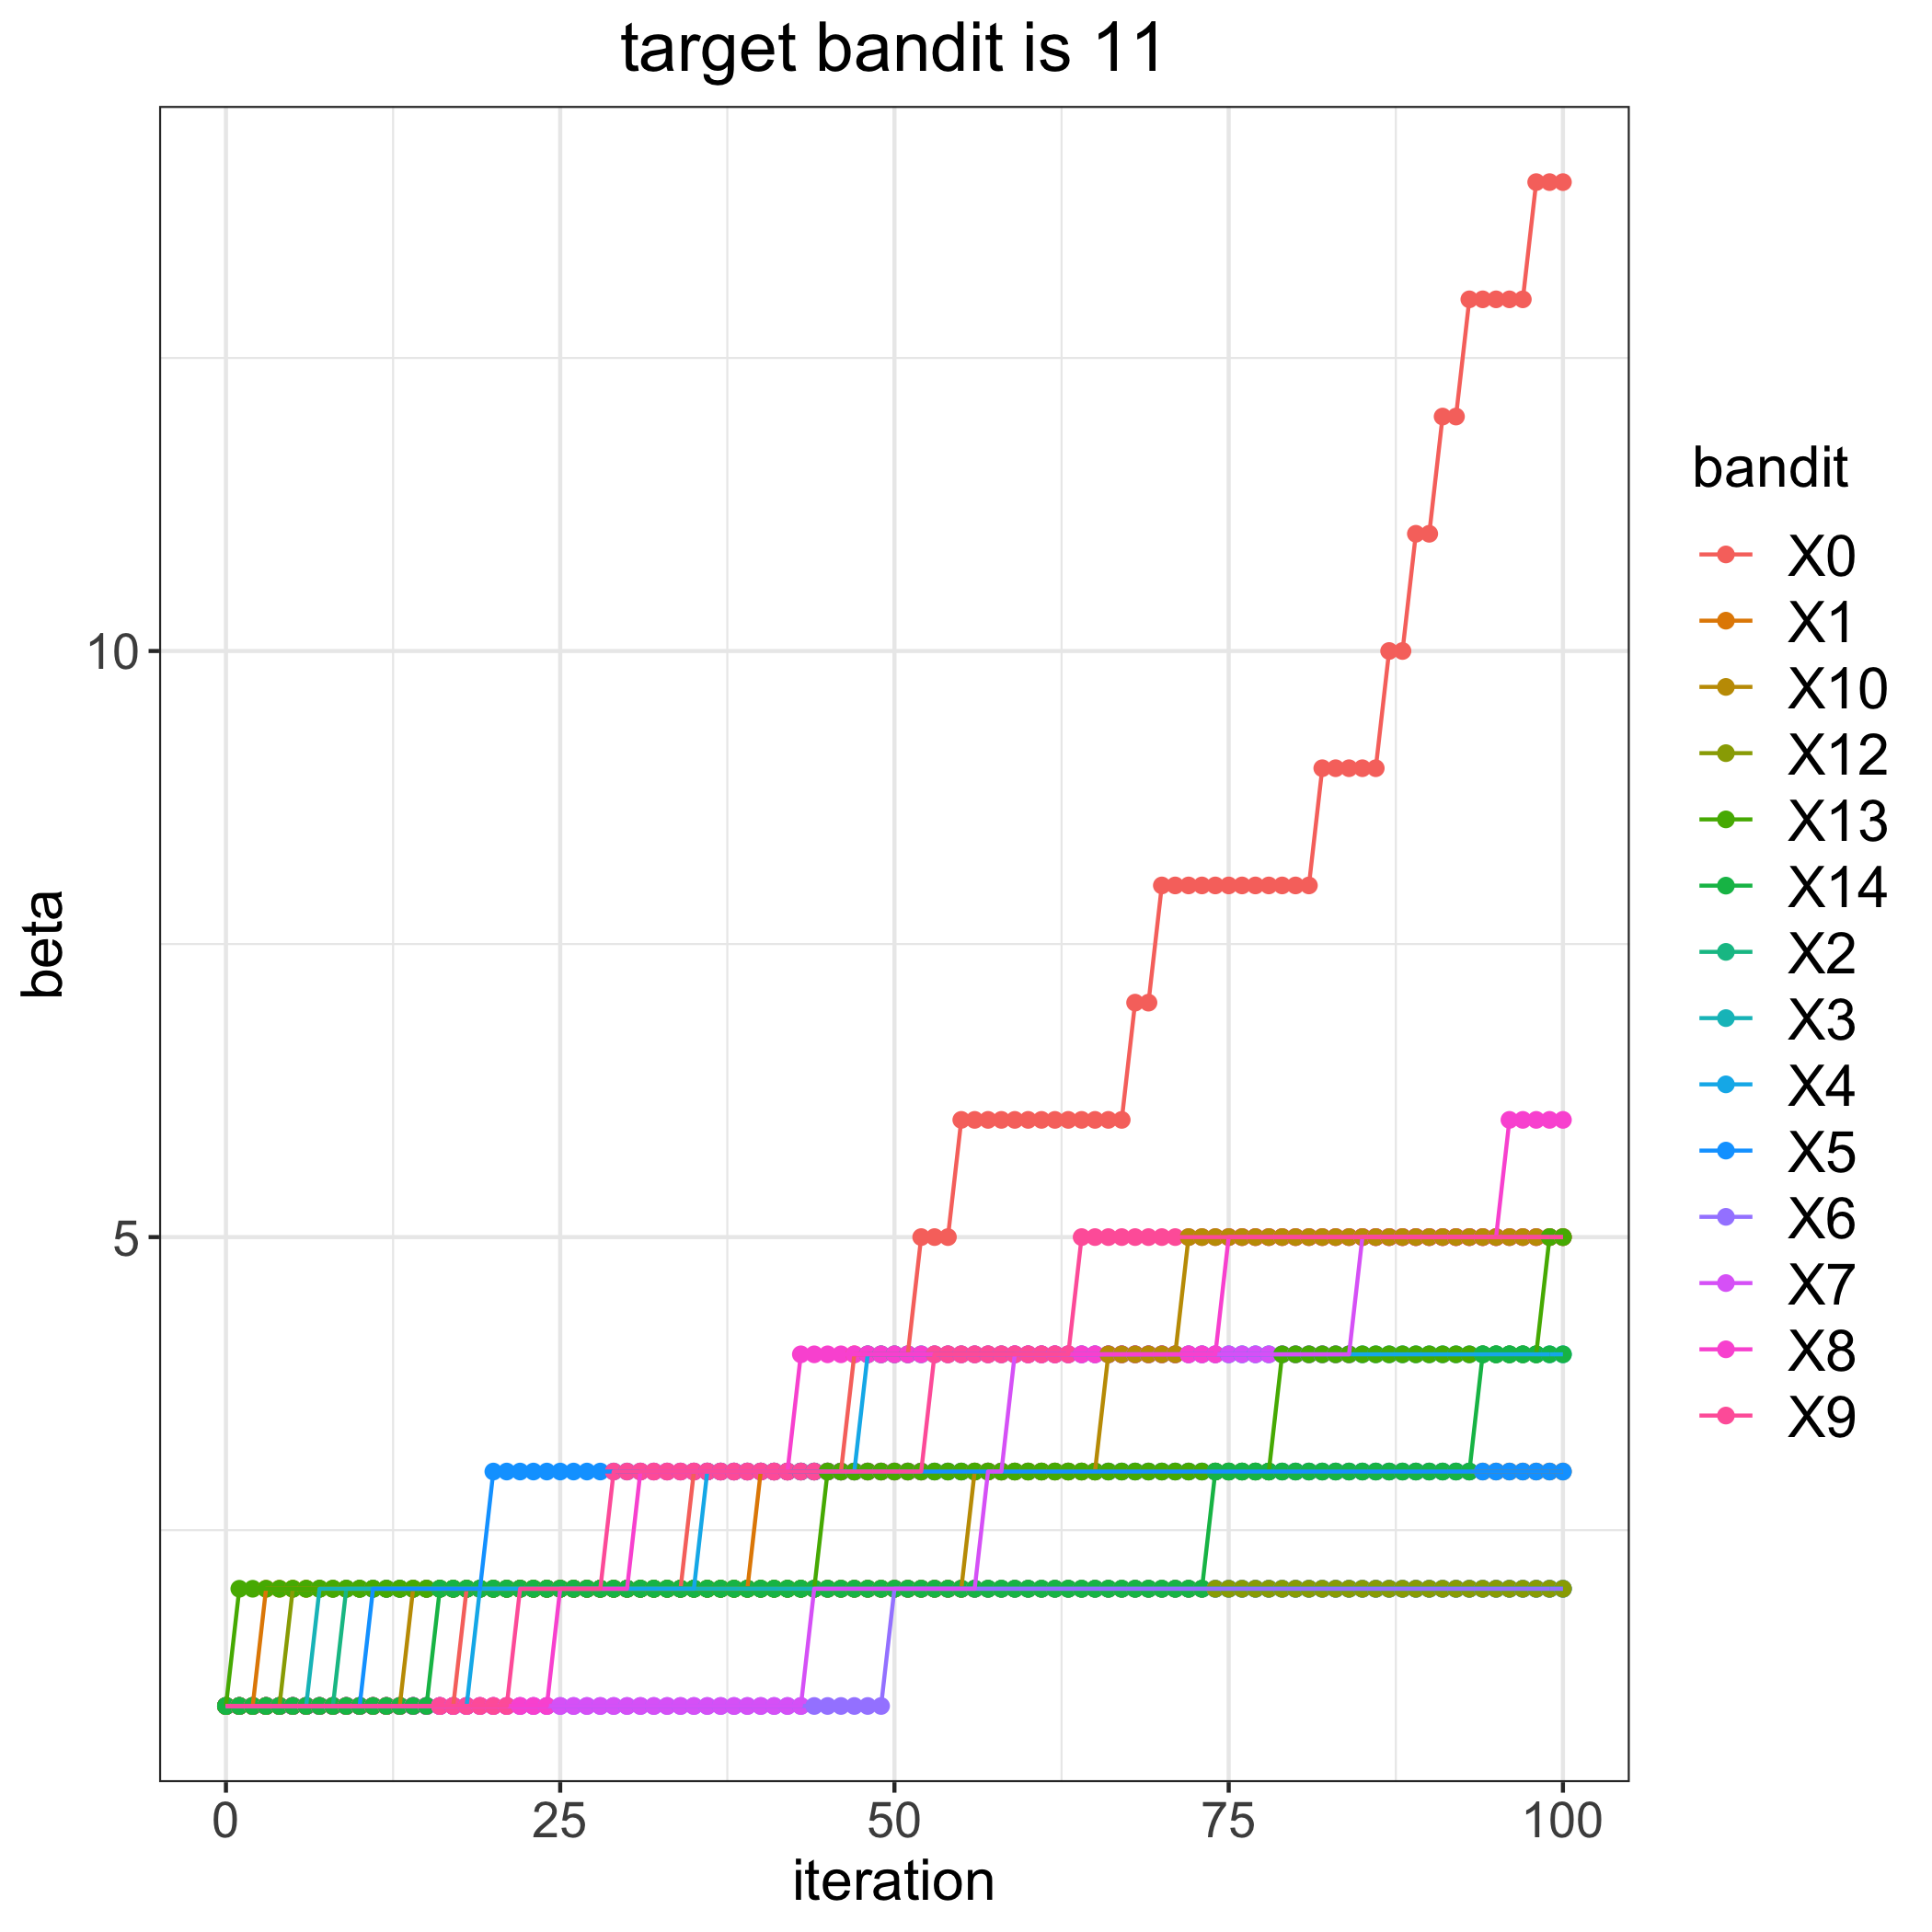 target bandit is 11
10
5
beta
0 25 50 75 100
iteration
bandit
X0
X1
X10
X12
X13
X14
X2
X3
X4
X5
X6
X7
X8
X9